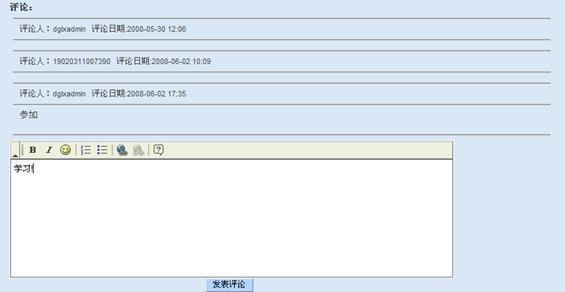 评论：
评论人：dglxadmin 评论日期:2008-05-30 12:06
评论人：19020311007390 评论日期:2008-06-02 10:09
评论人：dglxadmin 评论日期:2008-06-02 17:35
参加
B I ?
学习!
发表评论